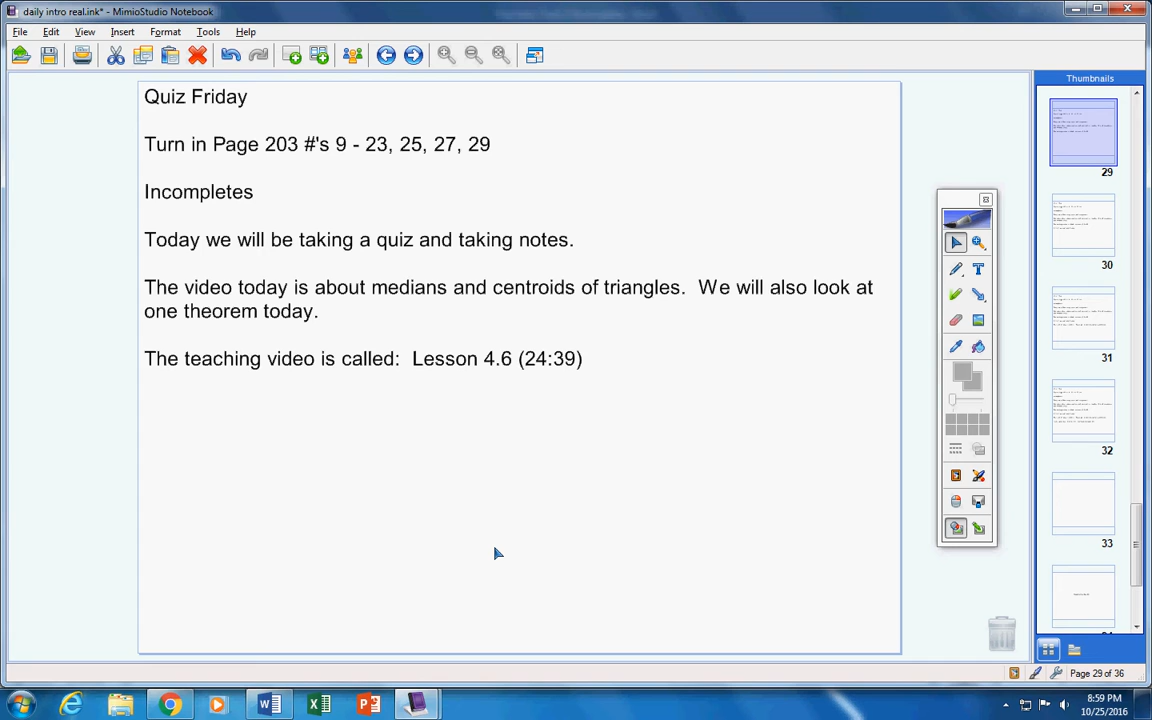 daily intro real.ink* - MimioStudio Notebook
File Edit View Insert Format Tools Help
Thumbnails
Quiz Friday
Turn in Page 203 #'s 9 - 23, 25, 27, 29
Incompletes
Today we will be taking a quiz and taking notes.
The video today is about medians and centroids of triangles.  We will also look at
one theorem today.
The teaching video is called:  Lesson 4.6 (24:39)
29
30
31
32
33
Page 29 of 36
8:59 PM
10/25/2016